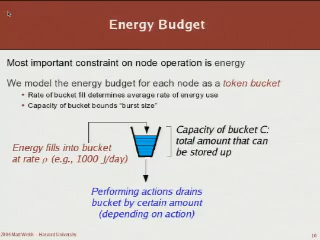 Energy Budget
Most important constraint on node operation is energy
We model the energy budget for each node as a token bucket
• Rate of bucket fill determines average rate of energy use
• Capacity of bucket bounds "burst size"
Capacity of bucket C:
total amount that can
be stored up
Energy fills into bucket
at rate ρ (e.g., 1000 J/day)
Performing actions drains
bucket by certain amount
(depending on action)
Matt Welsh - Harvard University